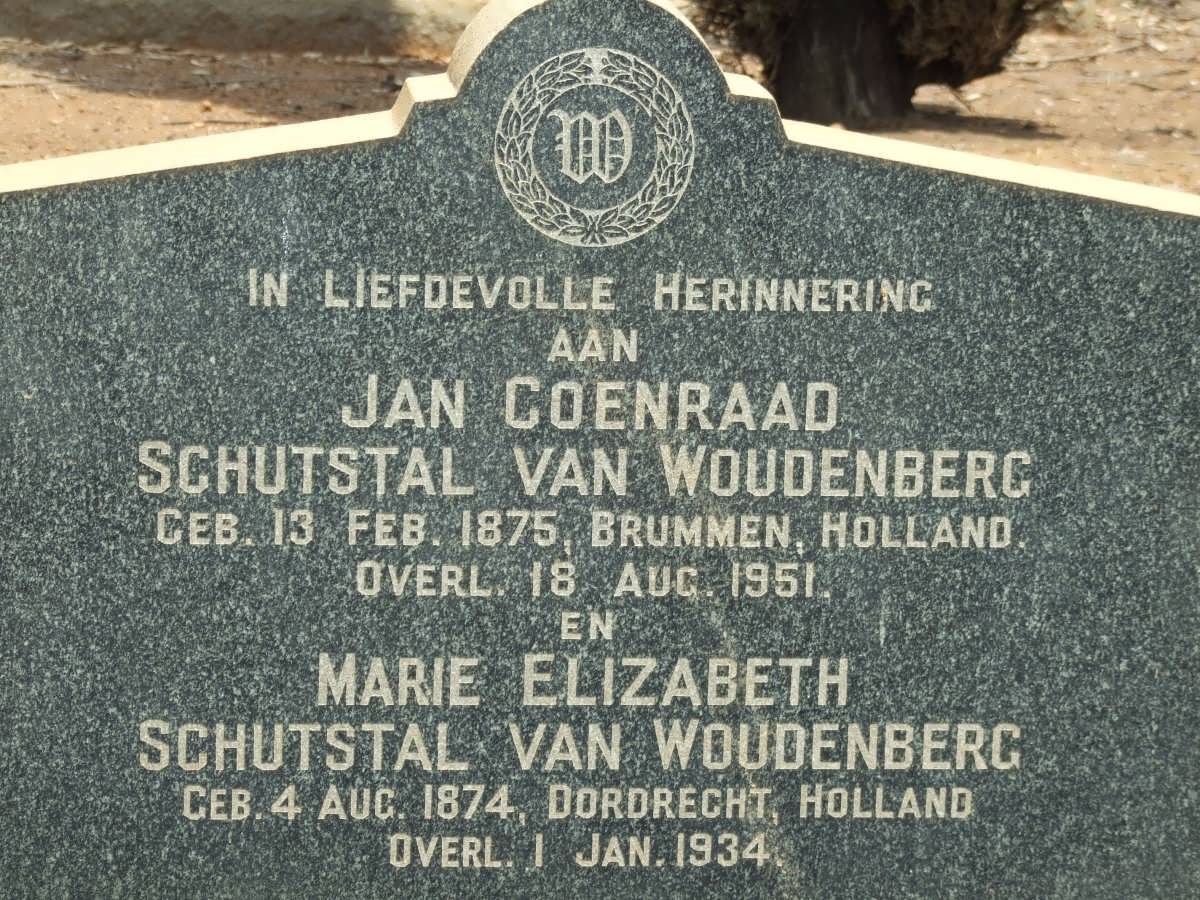 W
IN LIEFDEVOLLE HERINNERING
AAN
JAN COENRAAD
SCHUTSTAL VAN WOUDENBERG
GEB. 13 FEB. 1875, BRUMMEN, HOLLAND.
OVERL. 18 AUG. 1951.
EN
MARIE ELIZABETH
SCHUTSTAL VAN WOUDENBERG
GEB. 4 AUG. 1874, DORDRECHT, HOLLAND
OVERL. 1 JAN. 1934.